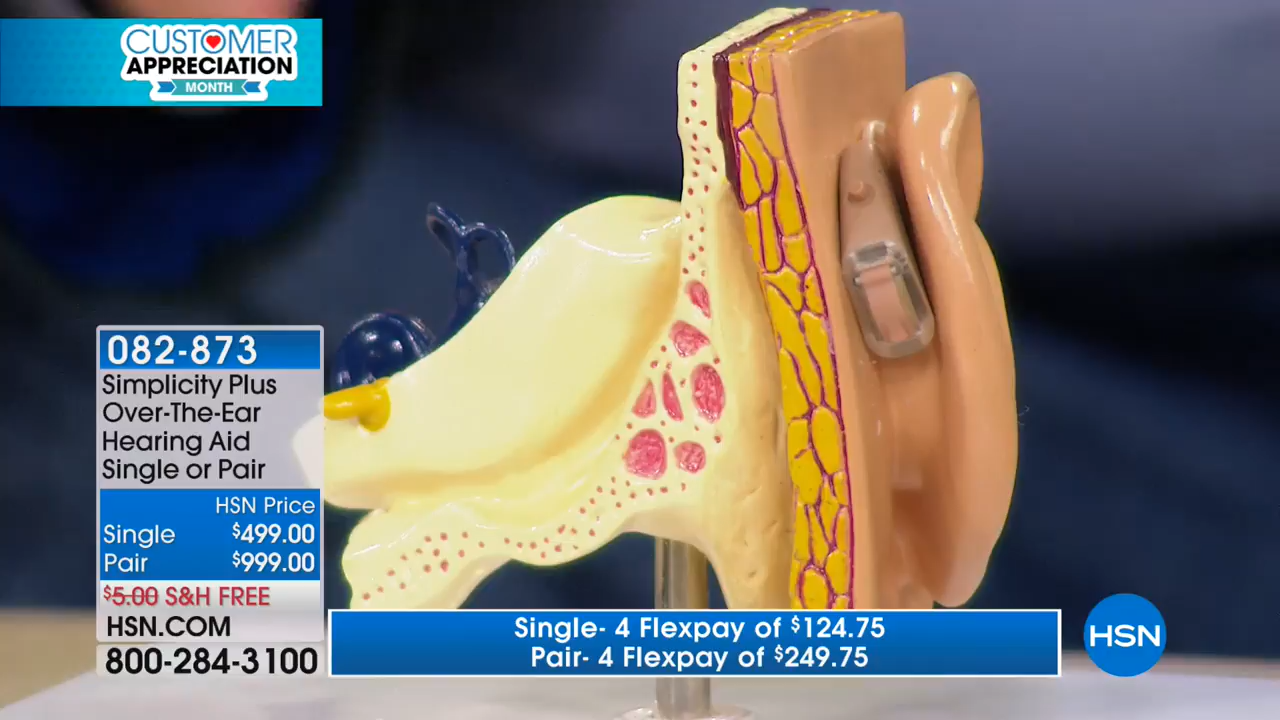 CUSTOMER
APPRECIATION
MONTH
082-873
Simplicity Plus
Over-The-Ear
Hearing Aid
Single or Pair
HSN Price
Single $499.00
Pair $999.00
$5.00 S&H FREE
HSN.COM
800-284-3100
Single- 4 Flexpay of $124.75
Pair- 4 Flexpay of $249.75
HSN